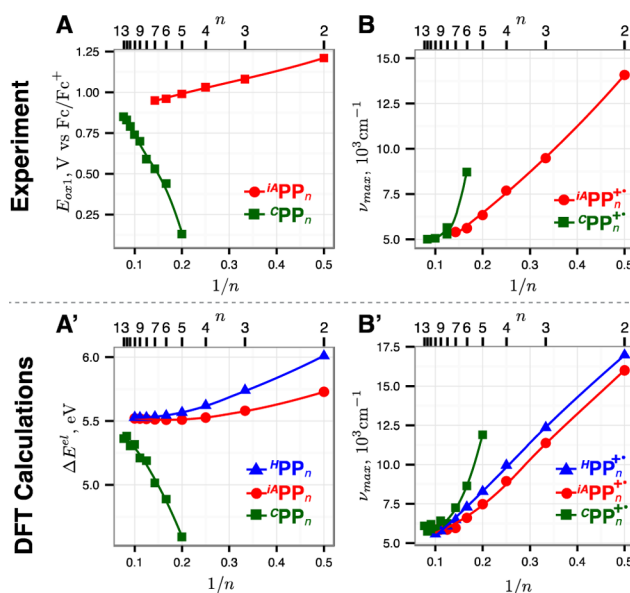 A n B n
13 9 7 6 5 4 3 2 13 9 7 6 5 4 3 2
Experiment
E_ox1, V vs Fc/Fc⁺
1.25
1.00
0.75
0.50
0.25
ⁱᴬPPₙ
ᶜPPₙ
0.1 0.2 0.3 0.4 0.5
1/n
ν_max, 10³cm⁻¹
15.0
12.5
10.0
7.5
5.0
ⁱᴬPPₙ⁺•
ᶜPPₙ⁺•
0.1 0.2 0.3 0.4 0.5
1/n
A' n B' n
13 9 7 6 5 4 3 2 13 9 7 6 5 4 3 2
DFT Calculations
ΔEᵉˡ, eV
6.0
5.5
5.0
ᴴPPₙ
ⁱᴬPPₙ
ᶜPPₙ
0.1 0.2 0.3 0.4 0.5
1/n
ν_max, 10³cm⁻¹
17.5
15.0
12.5
10.0
7.5
5.0
ᴴPPₙ⁺•
ⁱᴬPPₙ⁺•
ᶜPPₙ⁺•
0.1 0.2 0.3 0.4 0.5
1/n